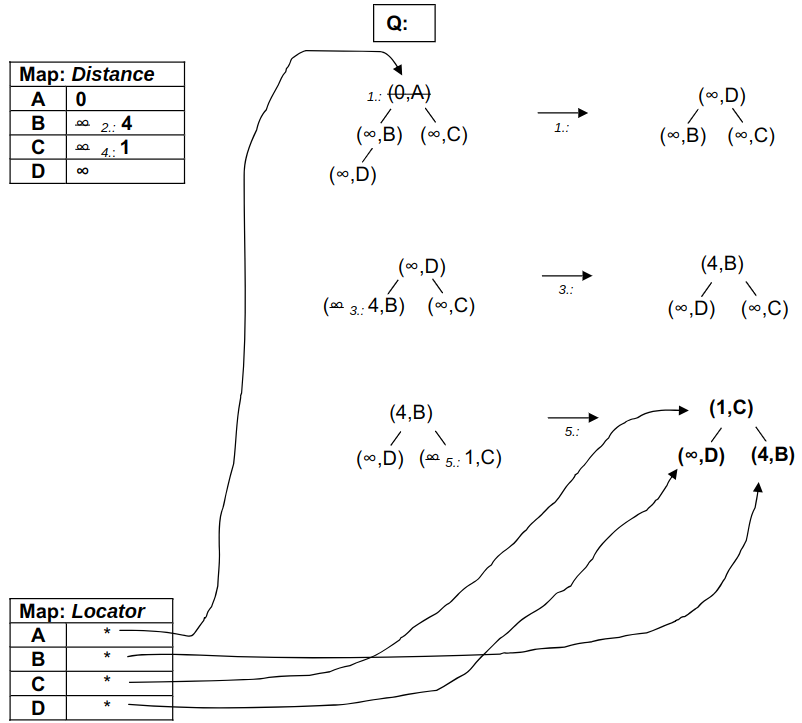 Q:
Map: Distance
A 0
B ∞ 2.: 4
C ∞ 4.: 1
D ∞
1.: (0,A)
(∞,B) (∞,C)
(∞,D)
1.:
(∞,D)
(∞,B) (∞,C)
(∞,D)
(∞ 3.: 4,B) (∞,C)
3.:
(4,B)
(∞,D) (∞,C)
(4,B)
(∞,D) (∞ 5.: 1,C)
5.:
(1,C)
(∞,D) (4,B)
Map: Locator
A *
B *
C *
D *